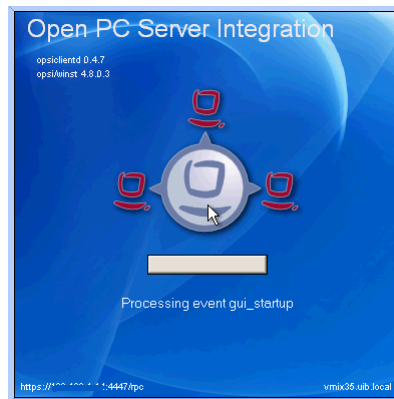 Open PC Server Integration
opsiclientd 0.4.7
opsi/winst 4.8.0.3
Processing event gui_startup
:4447/rpc
vmix35.uib.local